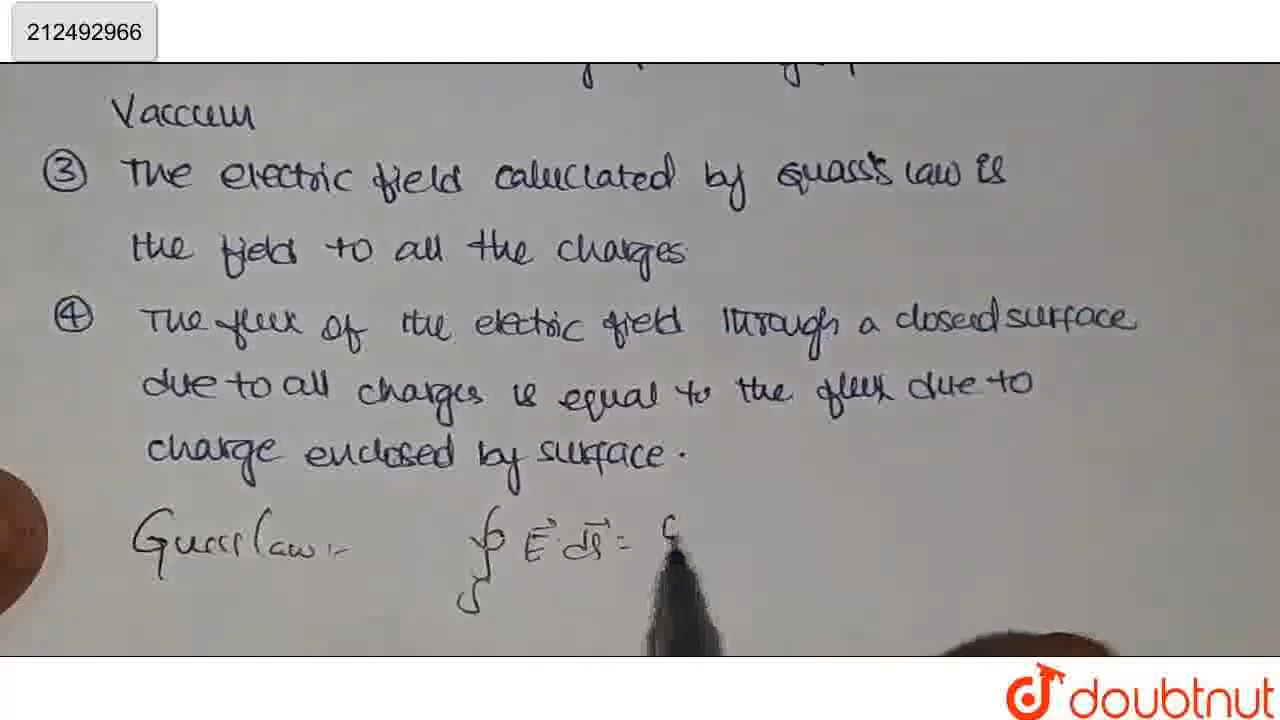 212492966
Vaccum
③ The electric field caluclated by Guass's law is
the field to all the charges
④ The flux of the electric field through a closed surface
due to all charges is equal to the flux due to
charge enclosed by surface.
Guass law :-   ∮ₛ E⃗·ds⃗ =
doubtnut